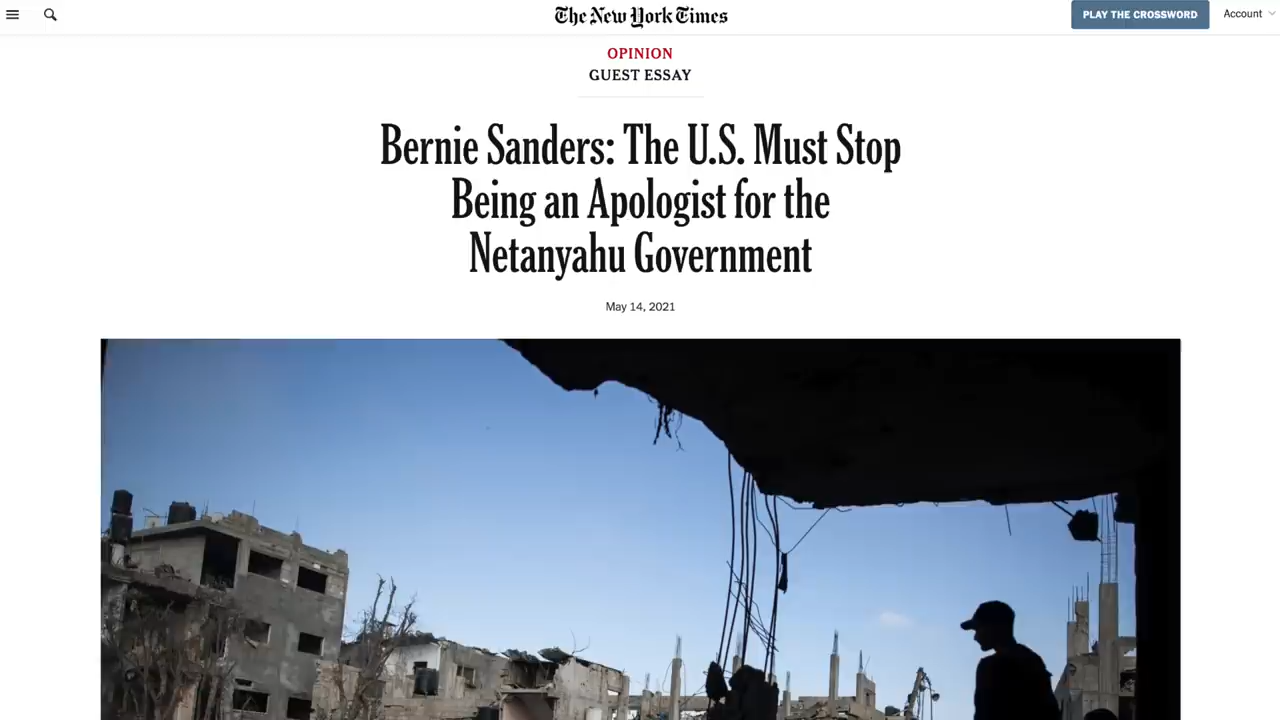 The New York Times
PLAY THE CROSSWORD
Account
OPINION
GUEST ESSAY
Bernie Sanders: The U.S. Must Stop
Being an Apologist for the
Netanyahu Government
May 14, 2021